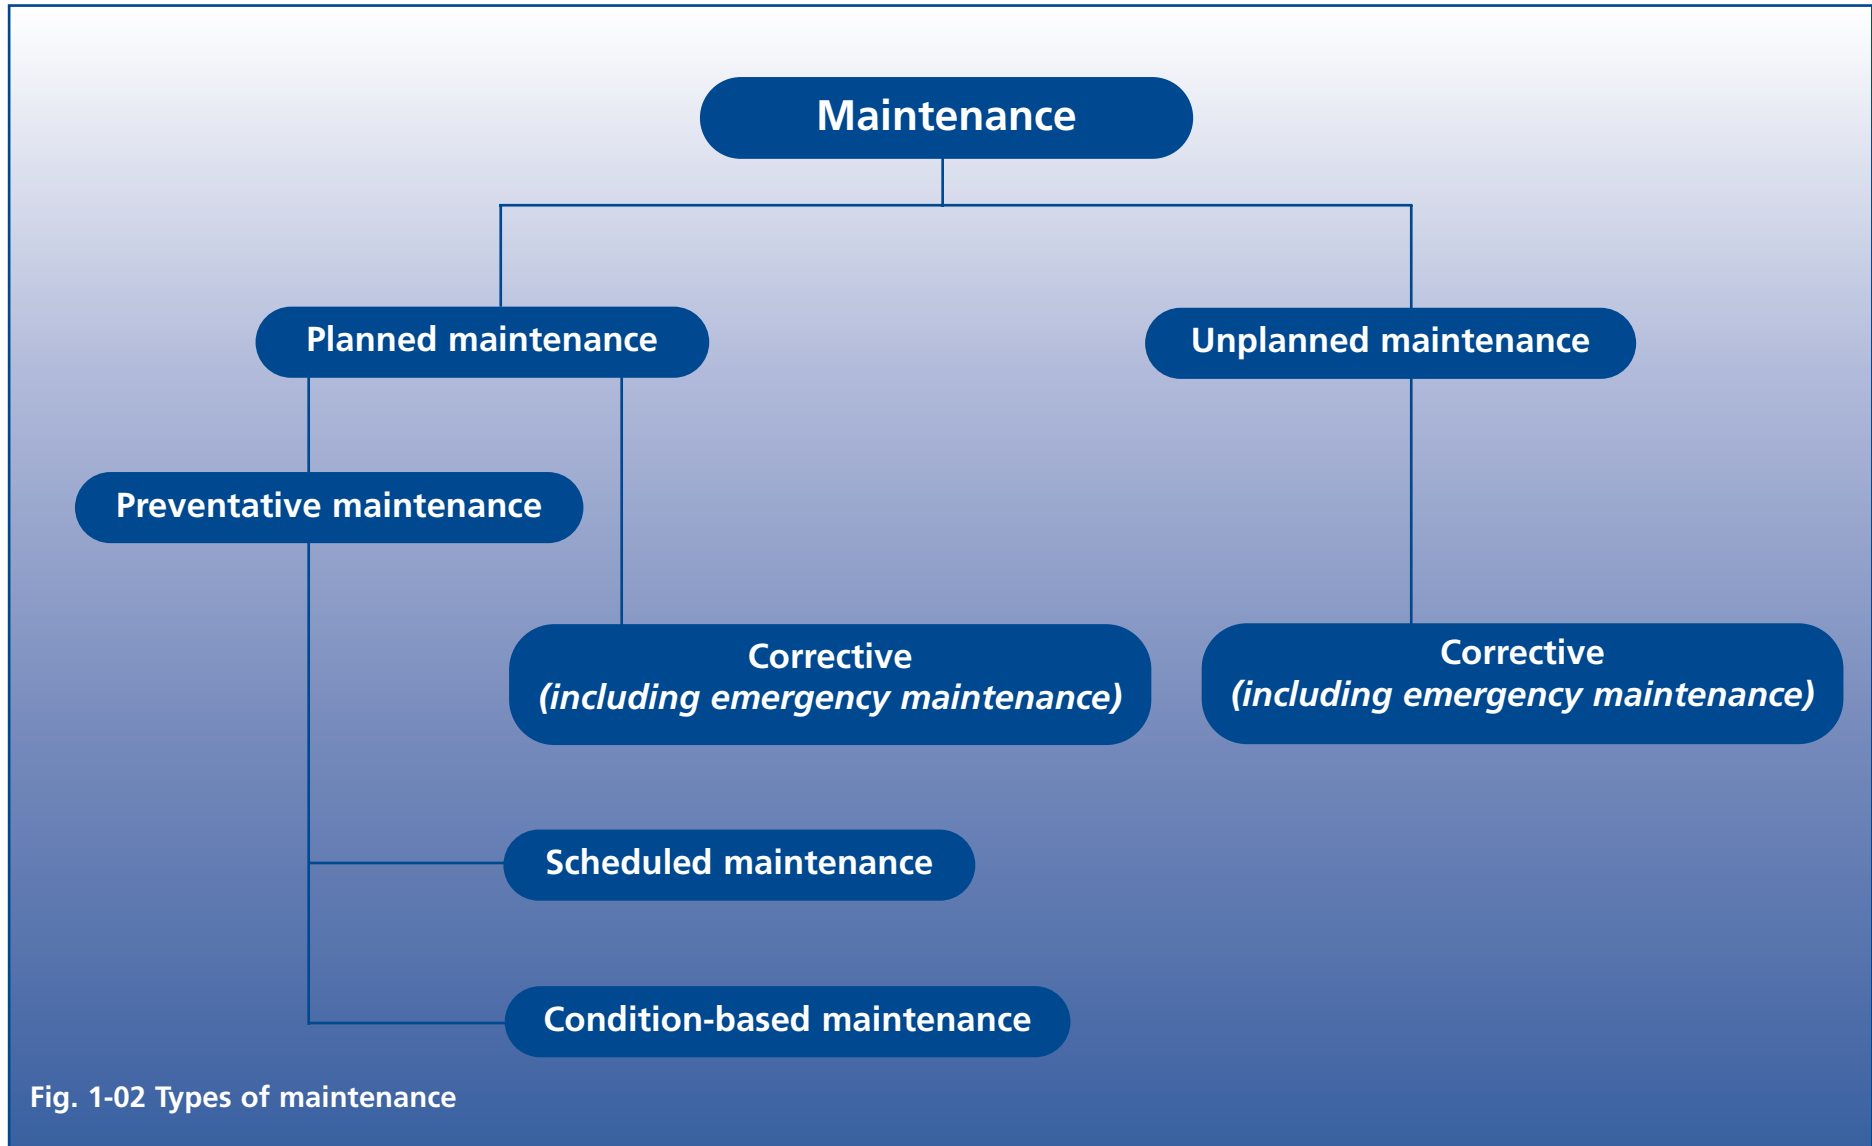 Maintenance
Planned maintenance
Unplanned maintenance
Preventative maintenance
Corrective
(including emergency maintenance)
Corrective
(including emergency maintenance)
Scheduled maintenance
Condition-based maintenance
Fig. 1-02 Types of maintenance